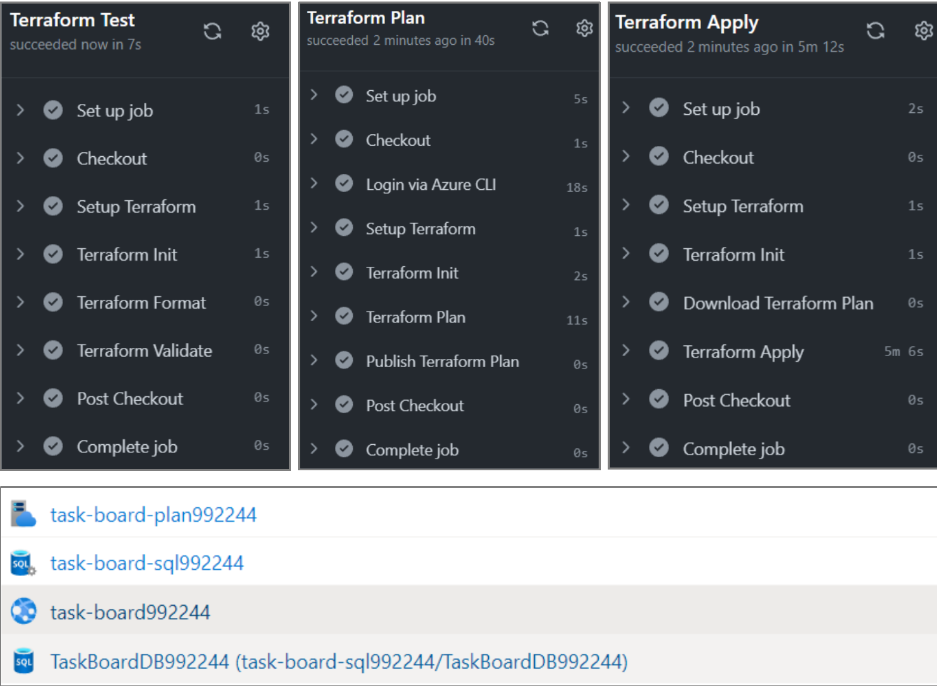 Terraform Test
succeeded now in 7s
Set up job 1s
Checkout 0s
Setup Terraform 1s
Terraform Init 1s
Terraform Format 0s
Terraform Validate 0s
Post Checkout 0s
Complete job 0s
Terraform Plan
succeeded 2 minutes ago in 40s
Set up job 5s
Checkout 1s
Login via Azure CLI 18s
Setup Terraform 1s
Terraform Init 2s
Terraform Plan 11s
Publish Terraform Plan 0s
Post Checkout 0s
Complete job 0s
Terraform Apply
succeeded 2 minutes ago in 5m 12s
Set up job 2s
Checkout 0s
Setup Terraform 1s
Terraform Init 1s
Download Terraform Plan 0s
Terraform Apply 5m 6s
Post Checkout 0s
Complete job 0s
task-board-plan992244
SQL task-board-sql992244
task-board992244
SQL TaskBoardDB992244 (task-board-sql992244/TaskBoardDB992244)